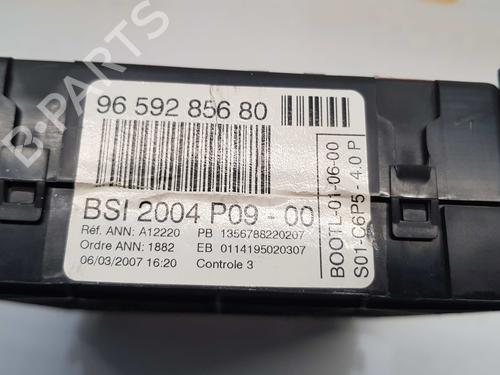 96 592 856 80
BSI 2004 P09 - 00
Réf. ANN: A12220 PB 1356788220207
Ordre ANN: 1882 EB 0114195020307
06/03/2007 16:20 Controle 3
BOOTL-01-06-00
S01-C6P5 - 4.0 P
B-PARTS